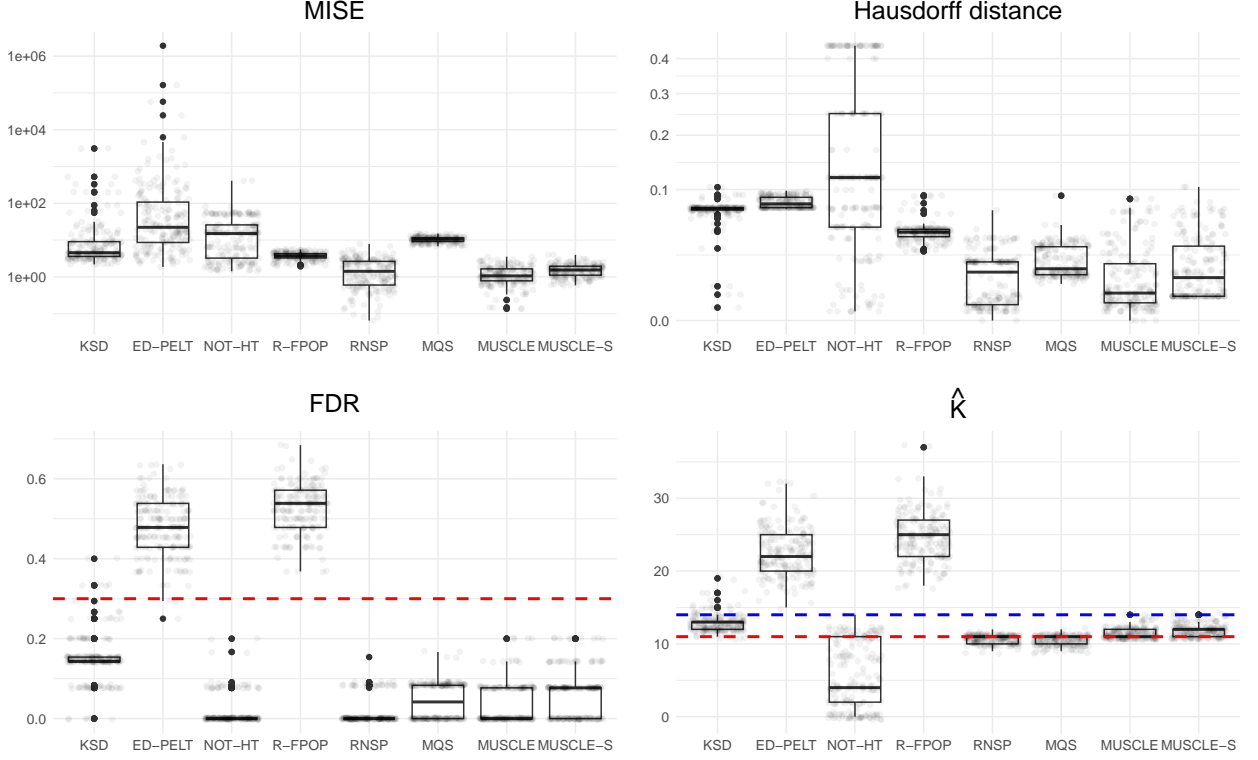 MISE
1e+06
1e+04
1e+02
1e+00
KSD ED−PELT NOT−HT R−FPOP RNSP MQS MUSCLE MUSCLE−S
Hausdorff distance
0.4
0.3
0.2
0.1
0.0
KSD ED−PELT NOT−HT R−FPOP RNSP MQS MUSCLE MUSCLE−S
FDR
0.6
0.4
0.2
0.0
KSD ED−PELT NOT−HT R−FPOP RNSP MQS MUSCLE MUSCLE−S
K̂
30
20
10
0
KSD ED−PELT NOT−HT R−FPOP RNSP MQS MUSCLE MUSCLE−S